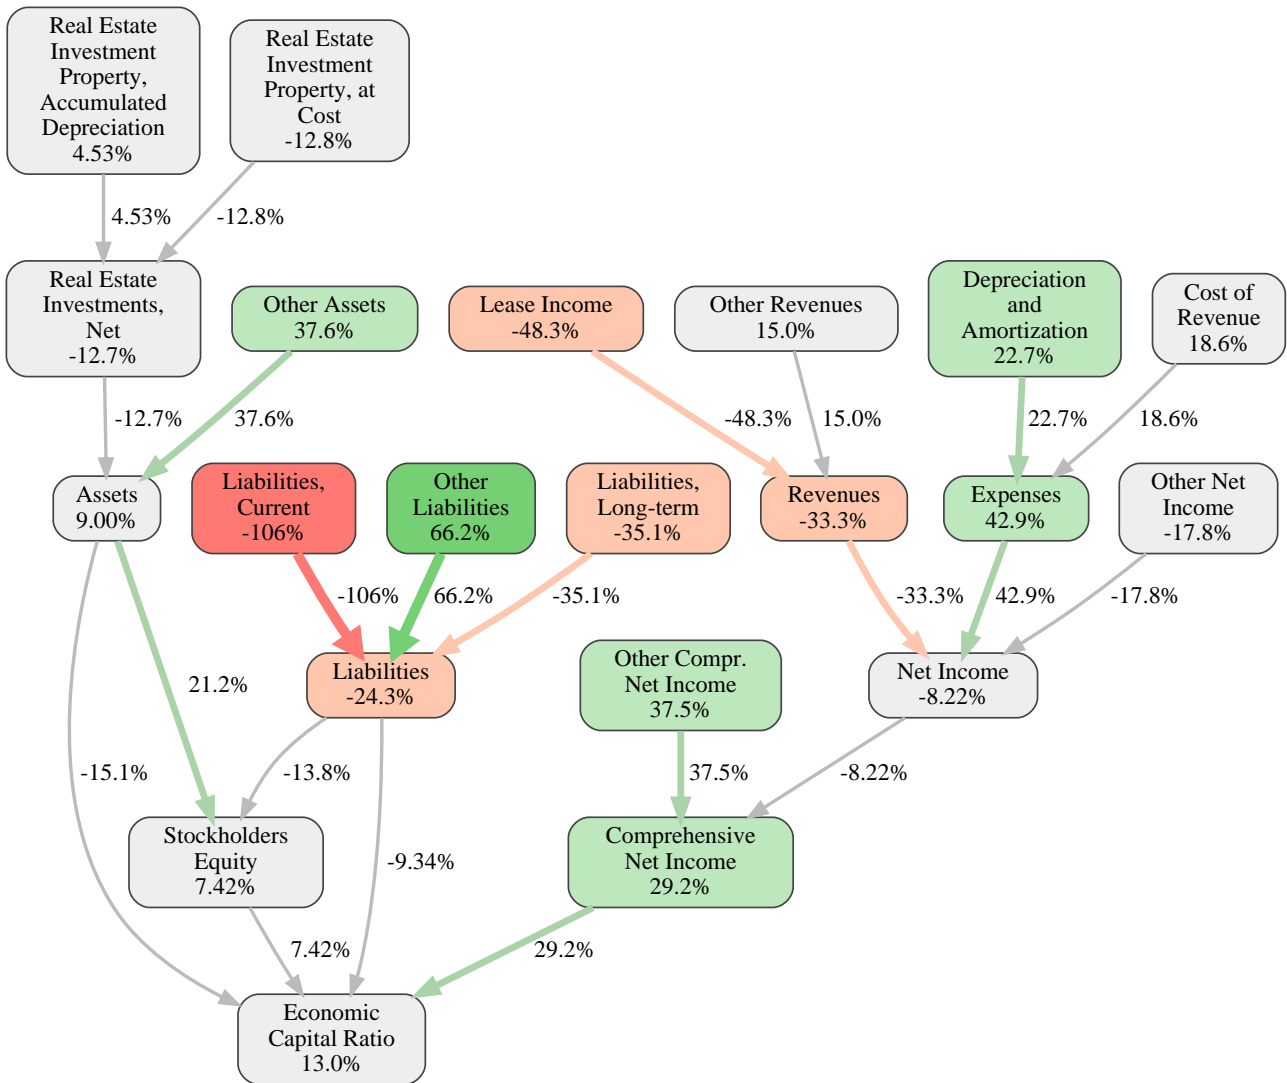 Real Estate
Investment
Property,
Accumulated
Depreciation
4.53%
Real Estate
Investment
Property, at
Cost
-12.8%
4.53%
-12.8%
Real Estate
Investments,
Net
-12.7%
Other Assets
37.6%
Lease Income
-48.3%
Other Revenues
15.0%
Depreciation
and
Amortization
22.7%
Cost of
Revenue
18.6%
-12.7%
37.6%
-48.3%
15.0%
22.7%
18.6%
Assets
9.00%
Liabilities,
Current
-106%
Other
Liabilities
66.2%
Liabilities,
Long-term
-35.1%
Revenues
-33.3%
Expenses
42.9%
Other Net
Income
-17.8%
-106%
66.2%
-35.1%
-33.3%
42.9%
-17.8%
Liabilities
-24.3%
Other Compr.
Net Income
37.5%
Net Income
-8.22%
21.2%
-15.1%
-13.8%
37.5%
-8.22%
Stockholders
Equity
7.42%
-9.34%
Comprehensive
Net Income
29.2%
7.42%
29.2%
Economic
Capital Ratio
13.0%